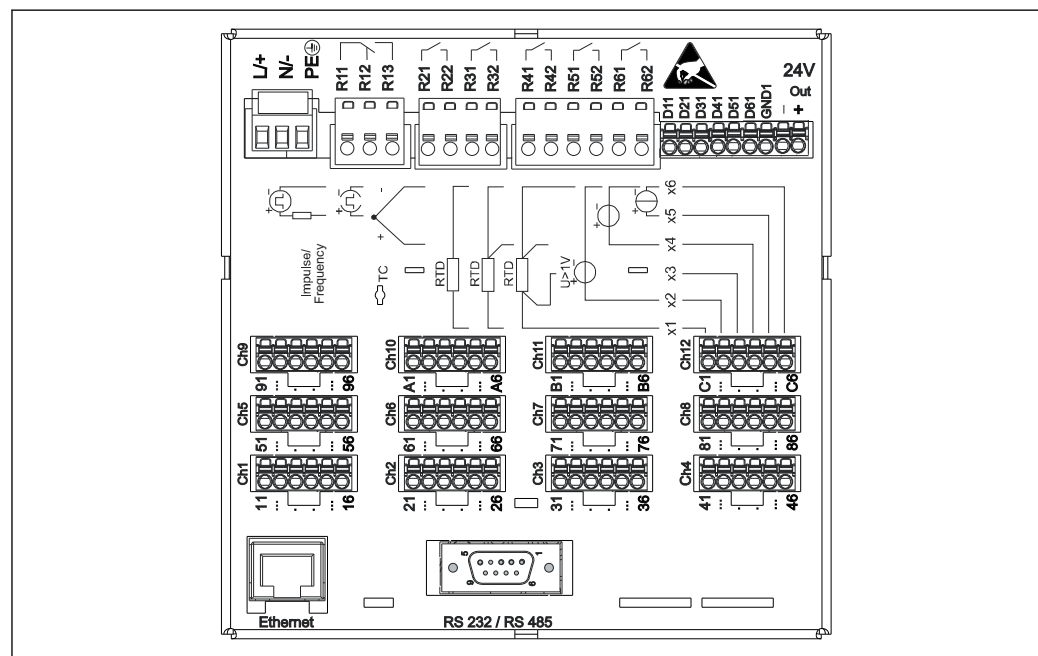 L/+ N/- PE R11 R12 R13 R21 R22 R31 R32 R41 R42 R51 R52 R61 R62 D11 D21 D31 D41 D51 D61 GND1 - +
24V
Out
- + - + - + + - + - + -
x6
x5
x4
x3
x2
x1
Impulse/
Frequency
TC
RTD RTD RTD U>1V
Ch9 Ch10 Ch11 Ch12
91 ... . . ... 96 A1 ... . . ... A6 B1 ... . . ... B6 C1 ... . . ... C6
Ch5 Ch6 Ch7 Ch8
51 ... . . ... 56 61 ... . . ... 66 71 ... . . ... 76 81 ... . . ... 86
Ch1 Ch2 Ch3 Ch4
11 ... . . ... 16 21 ... . . ... 26 31 ... . . ... 36 41 ... . . ... 46
5 1
9 6
Ethernet RS 232 / RS 485